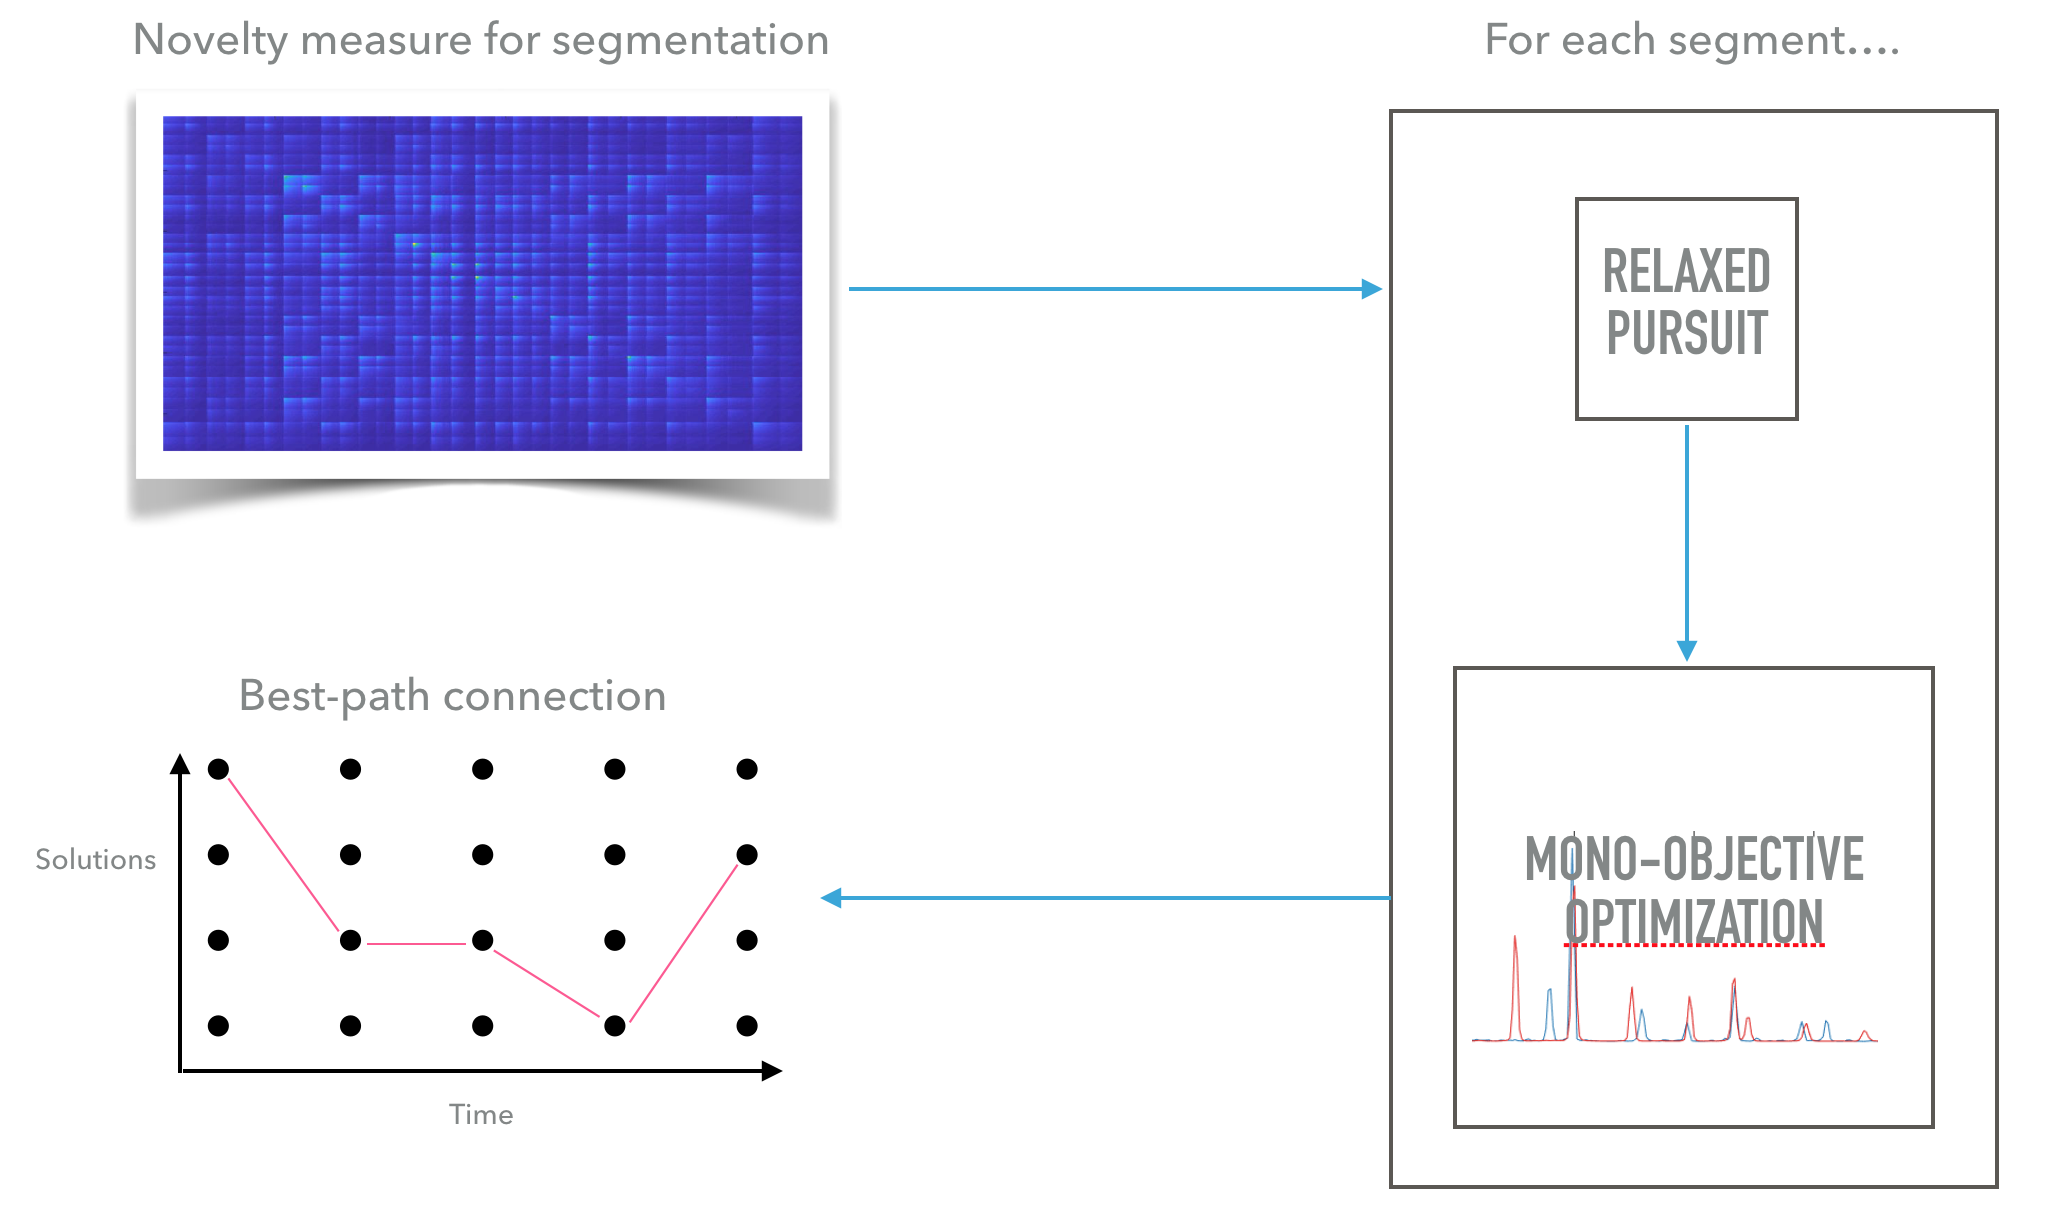 Novelty measure for segmentation
For each segment....
RELAXED
PURSUIT
MONO-OBJECTIVE
OPTIMIZATION
Best-path connection
Solutions
Time